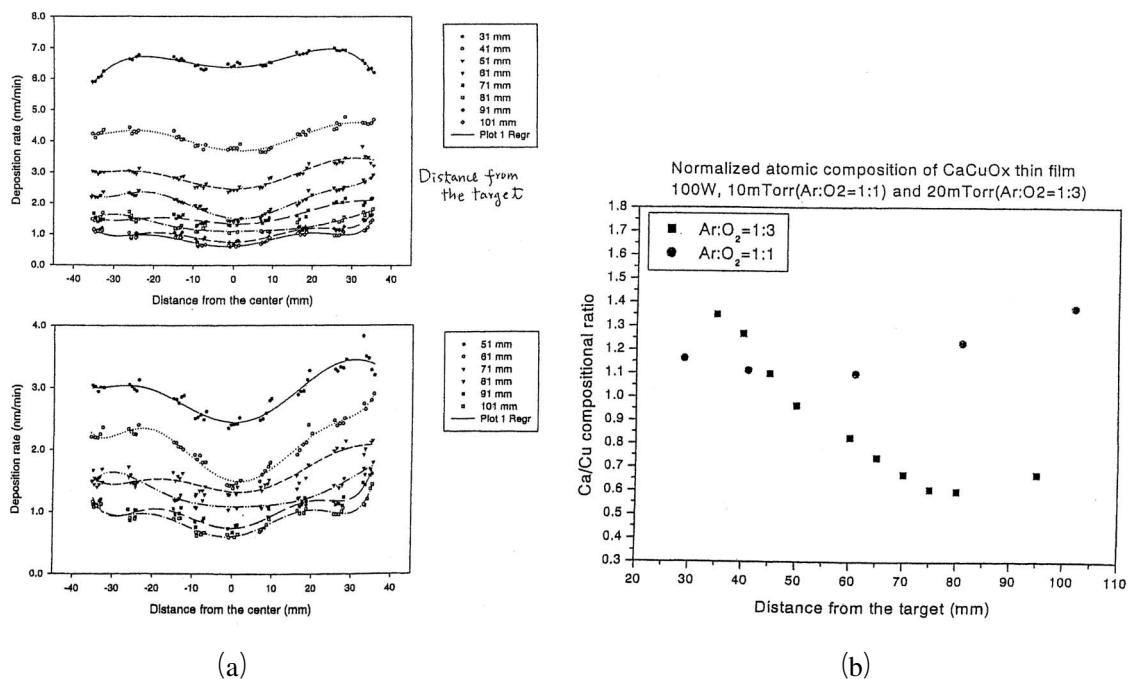 8.0
7.0
6.0
5.0
4.0
3.0
2.0
1.0
0.0
Deposition rate (nm/min)
-40 -30 -20 -10 0 10 20 30 40
Distance from the center (mm)
31 mm
41 mm
51 mm
61 mm
71 mm
81 mm
91 mm
101 mm
Plot 1 Regr
Distance from
the target
4.0
3.0
2.0
1.0
0.0
Deposition rate (nm/min)
-40 -30 -20 -10 0 10 20 30 40
Distance from the center (mm)
51 mm
61 mm
71 mm
81 mm
91 mm
101 mm
Plot 1 Regr
(a)
Normalized atomic composition of CaCuOx thin film
100W, 10mTorr(Ar:O2=1:1) and 20mTorr(Ar:O2=1:3)
1.8
1.7
1.6
1.5
1.4
1.3
1.2
1.1
1.0
0.9
0.8
0.7
0.6
0.5
0.4
0.3
Ca/Cu compositional ratio
Ar:O₂=1:3
Ar:O₂=1:1
20 30 40 50 60 70 80 90 100 110
Distance from the target (mm)
(b)